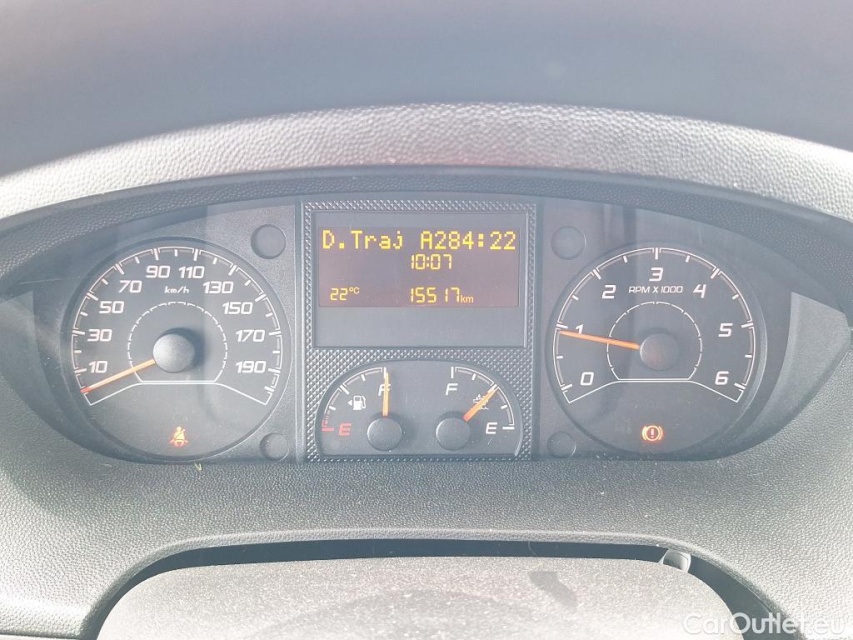 D.Traj A284:22
10:07
22°C 15517km
10 30 50 70 90 110 130 150 170 190
km/h
0 1 2 3 4 5 6
RPM X 1000
F E
F E
CarOutlet.eu